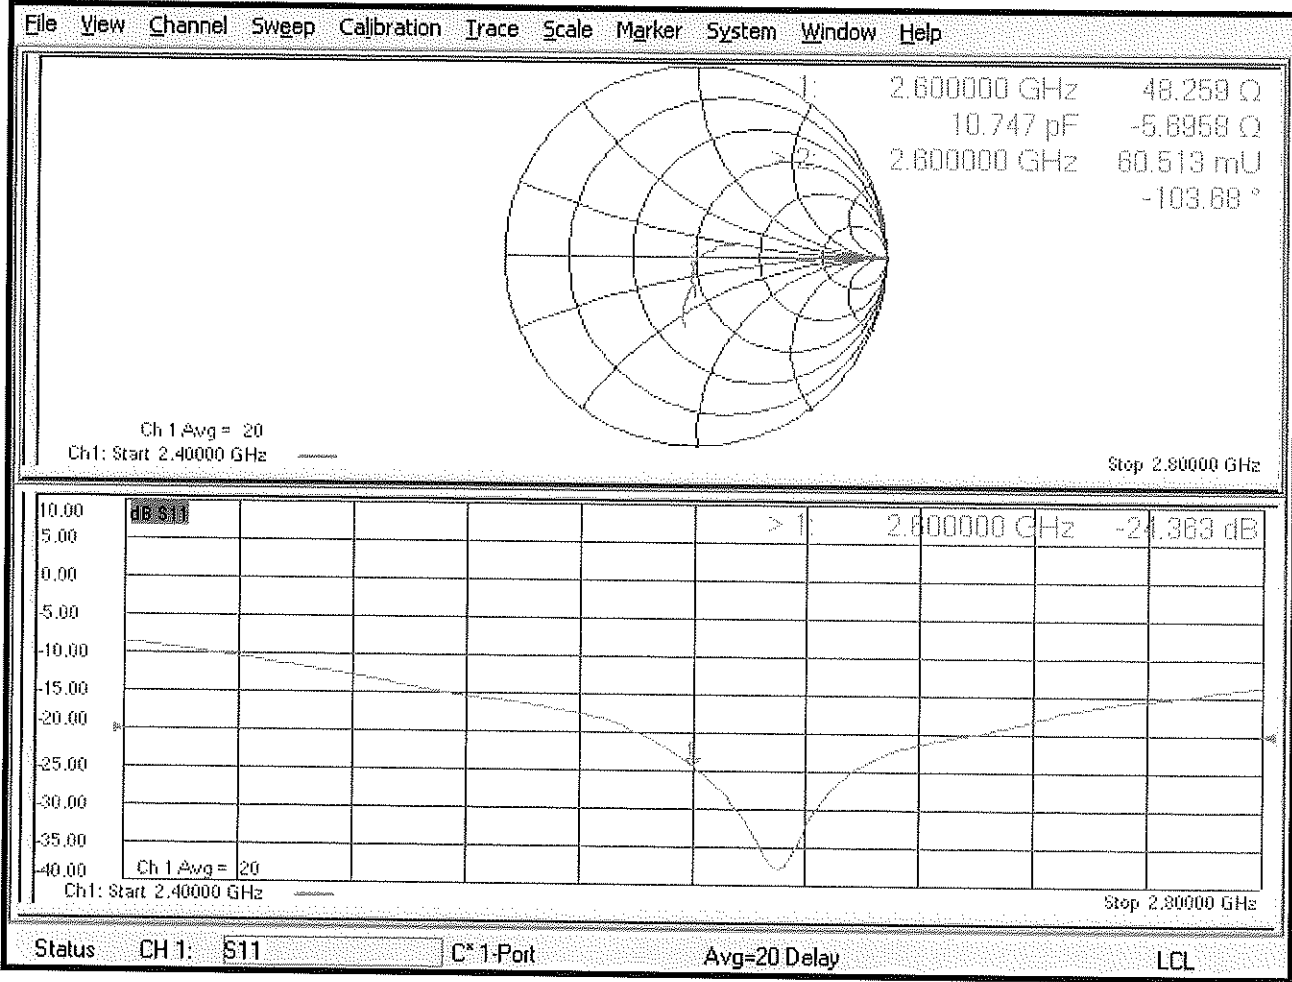 File View Channel Sweep Calibration Trace Scale Marker System Window Help
1: 2.600000 GHz 48.259 Ω
10.747 pF -5.6958 Ω
> 2: 2.600000 GHz 60.513 mU
-103.68 °
Ch 1 Avg = 20
Ch1: Start 2.40000 GHz
Stop 2.80000 GHz
10.00
dB S11
> 1: 2.600000 GHz -24.363 dB
5.00
0.00
-5.00
-10.00
-15.00
-20.00
-25.00
-30.00
-35.00
-40.00
Ch 1 Avg = 20
Ch1: Start 2.40000 GHz
Stop 2.80000 GHz
Status CH 1: S11 C* 1-Port Avg=20 Delay LCL